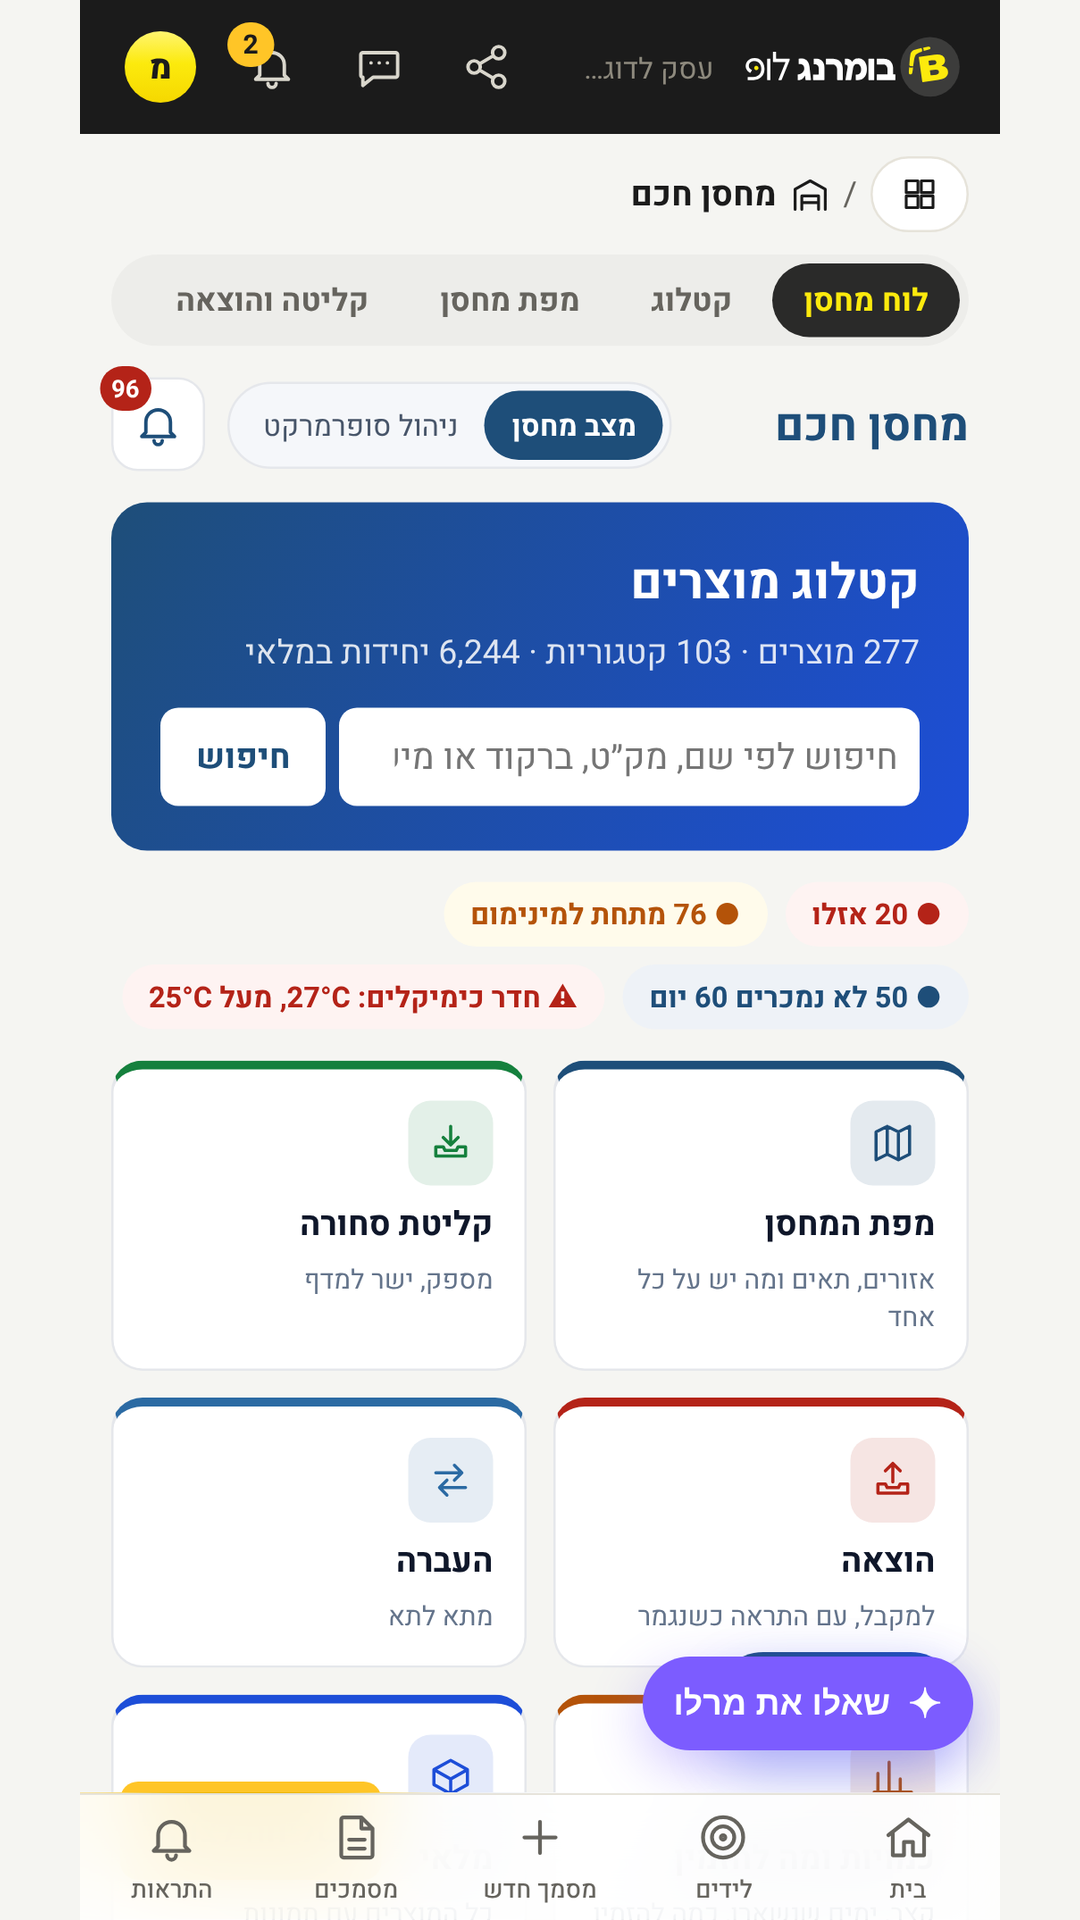 בומרנג לופ
עסק לדוג...
2
מ
/ מחסן חכם
לוח מחסן
קטלוג
מפת מחסן
קליטה והוצאה
מחסן חכם
מצב מחסן
ניהול סופרמרקט
96
קטלוג מוצרים
277 מוצרים · 103 קטגוריות · 6,244 יחידות במלאי
חיפוש לפי שם, מק״ט, ברקוד או
חיפוש
20 אזלו
76 מתחת למינימום
50 לא נמכרים 60 יום
חדר כימיקלים: 27°C, מעל 25°C
מפת המחסן
אזורים, תאים ומה יש על כל
אחד
קליטת סחורה
מספק, ישר למדף
הוצאה
למקבל, עם התראה כשנגמר
העברה
מתא לתא
שאלו את מרלו
בית
לידים
מסמך חדש
מסמכים
התראות